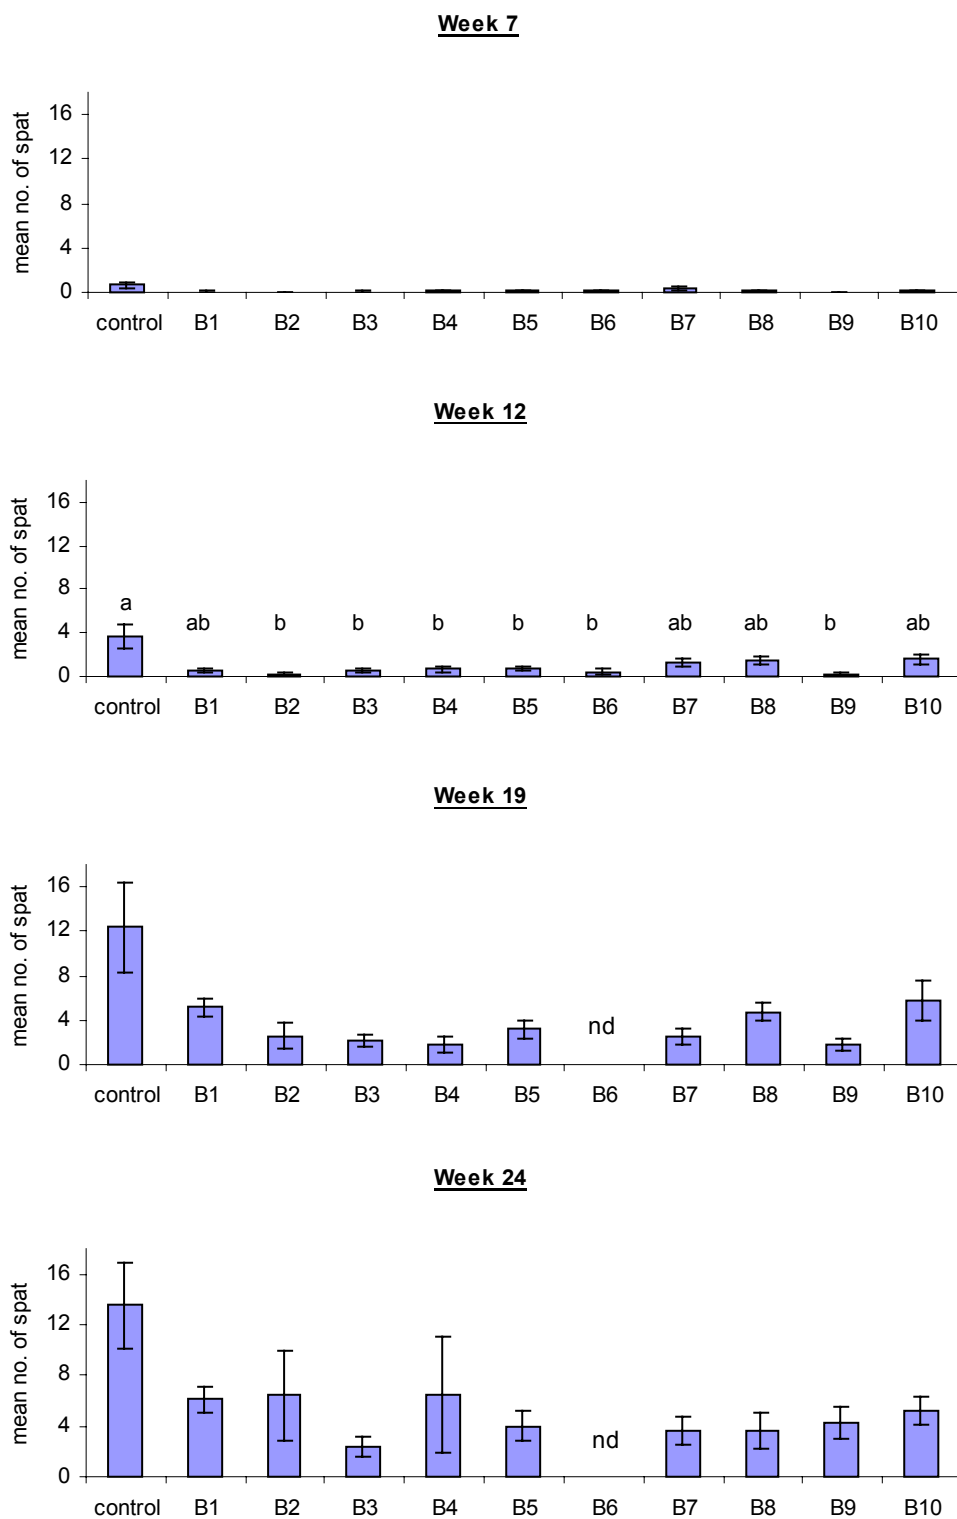 Week 7
mean no. of spat
16
12
8
4
0
control B1 B2 B3 B4 B5 B6 B7 B8 B9 B10
Week 12
mean no. of spat
16
12
8
4
0
a ab b b b b b ab ab b ab
control B1 B2 B3 B4 B5 B6 B7 B8 B9 B10
Week 19
mean no. of spat
16
12
8
4
0
nd
control B1 B2 B3 B4 B5 B6 B7 B8 B9 B10
Week 24
mean no. of spat
16
12
8
4
0
nd
control B1 B2 B3 B4 B5 B6 B7 B8 B9 B10